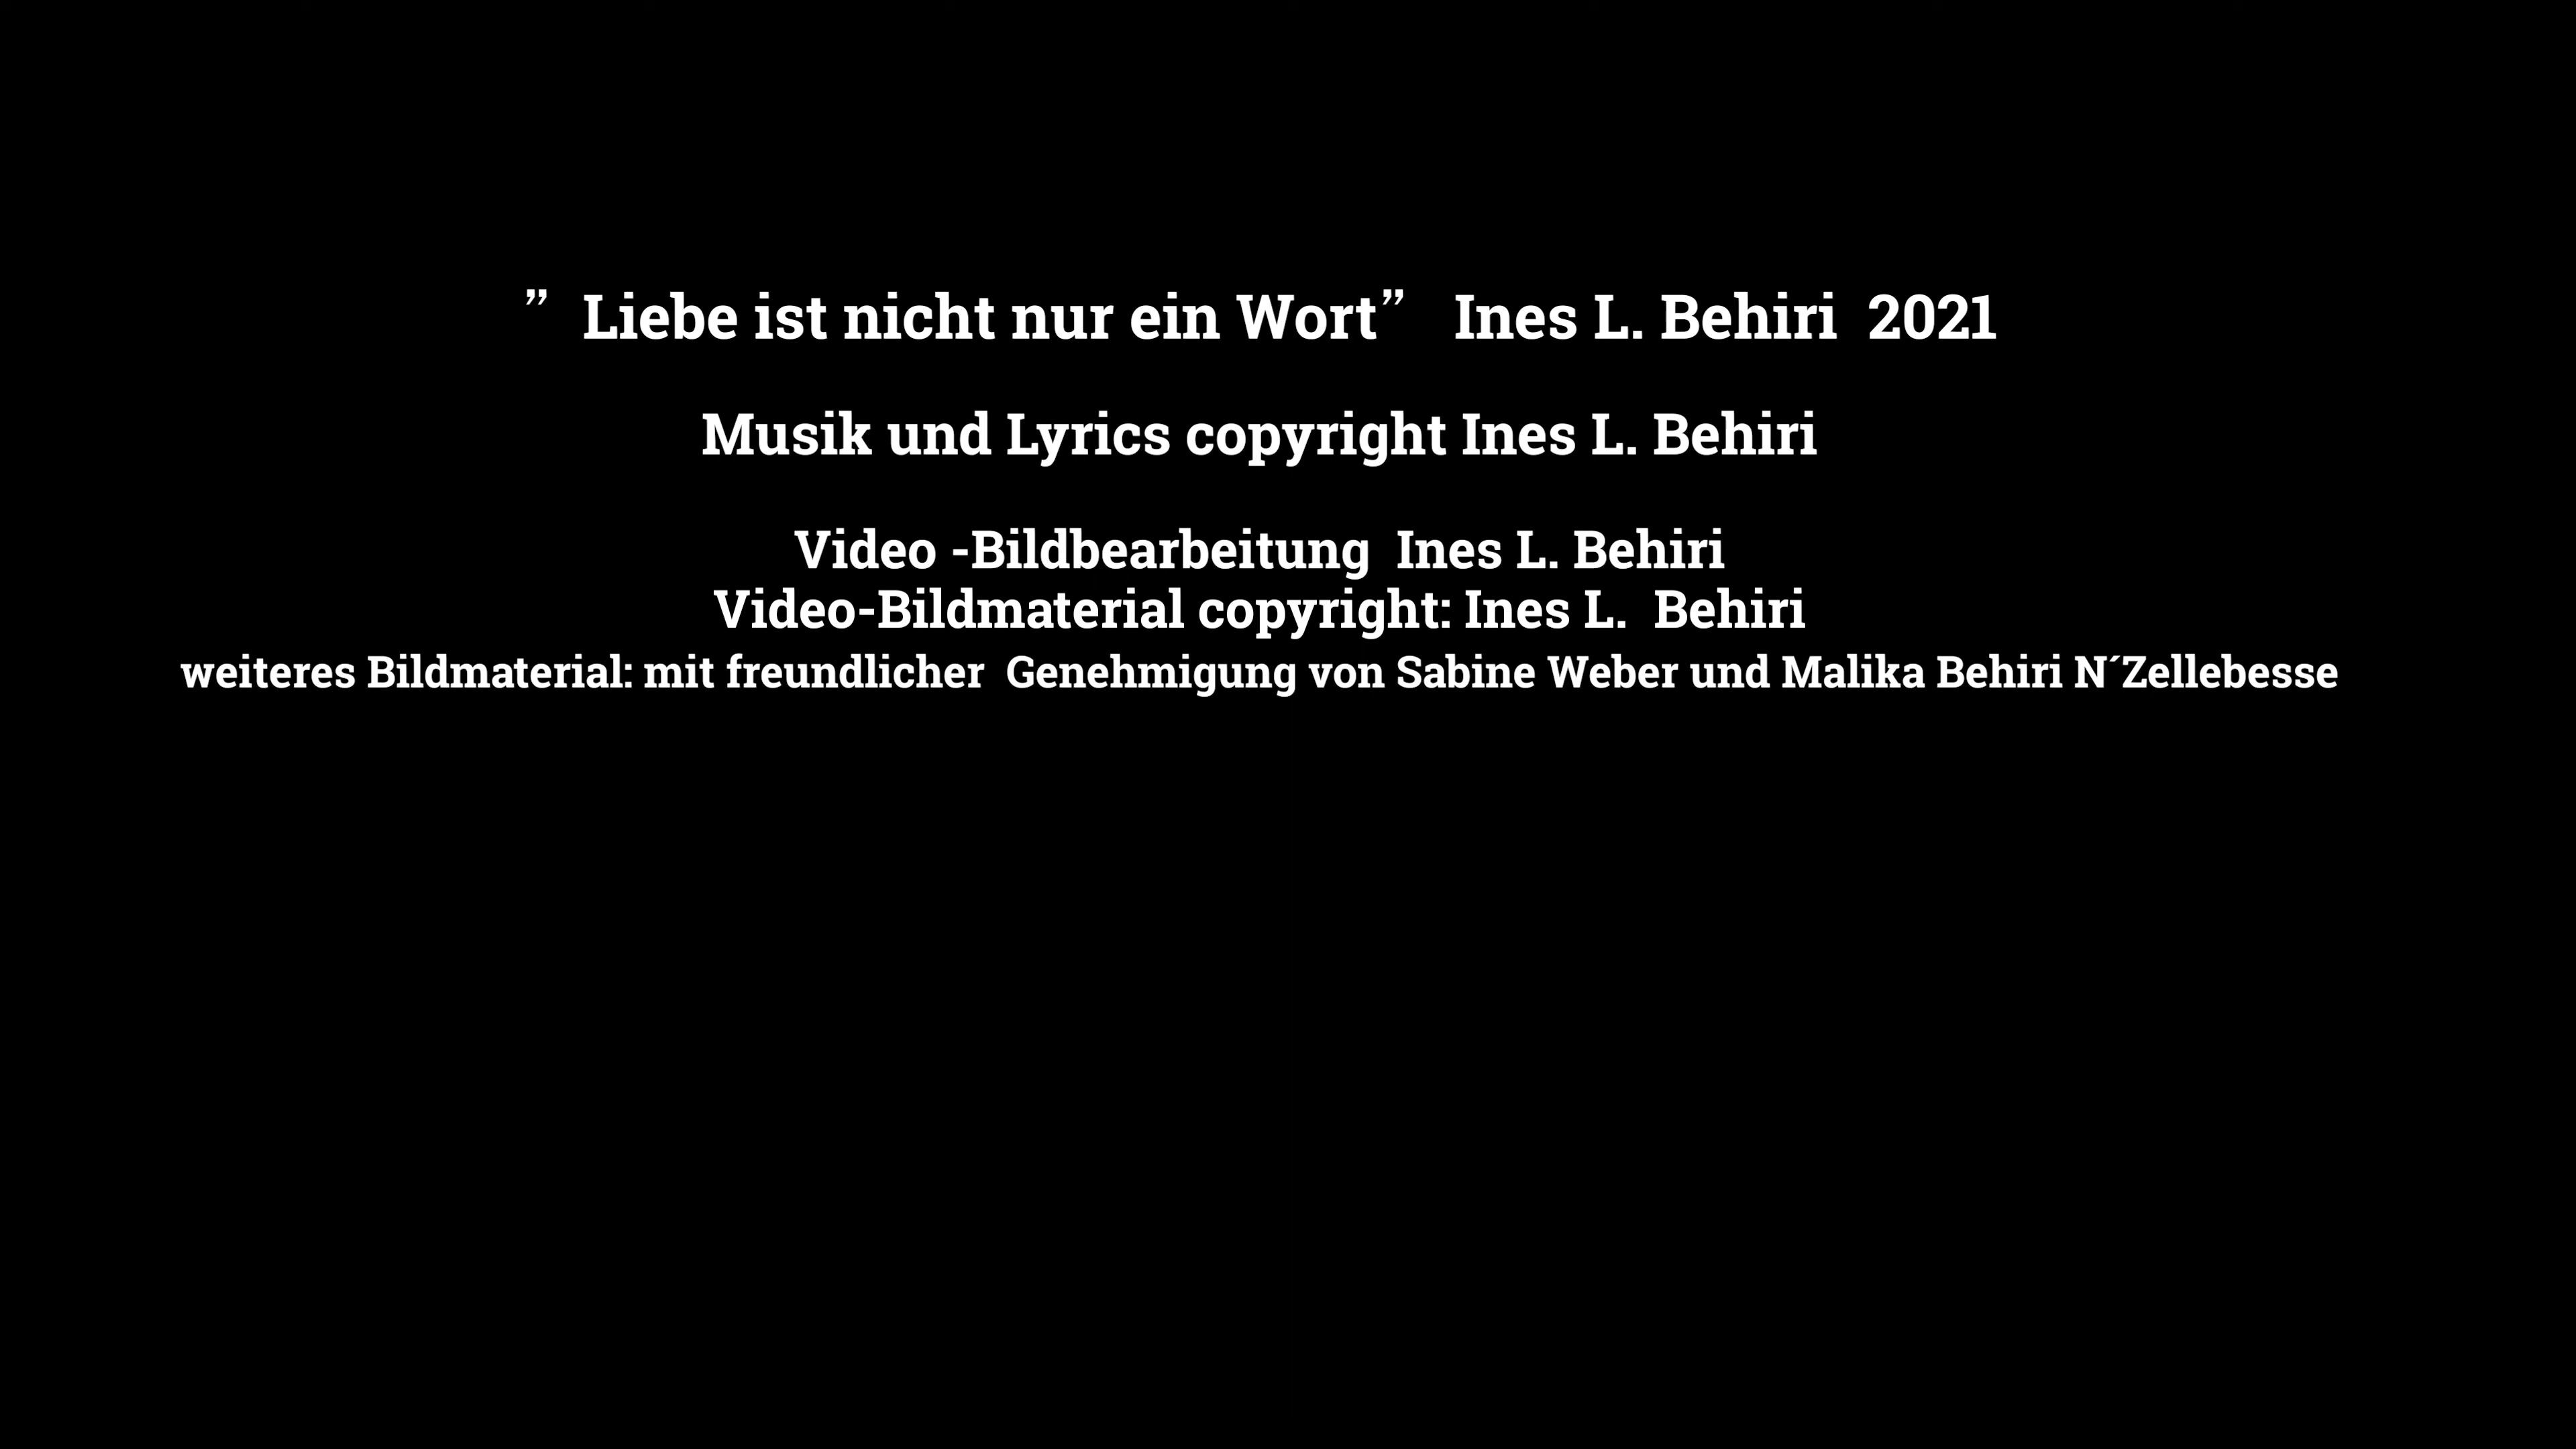 ” Liebe ist nicht nur ein Wort” Ines L. Behiri 2021
Musik und Lyrics copyright Ines L. Behiri
Video -Bildbearbeitung Ines L. Behiri
Video-Bildmaterial copyright: Ines L. Behiri
weiteres Bildmaterial: mit freundlicher Genehmigung von Sabine Weber und Malika Behiri N´Zellebesse